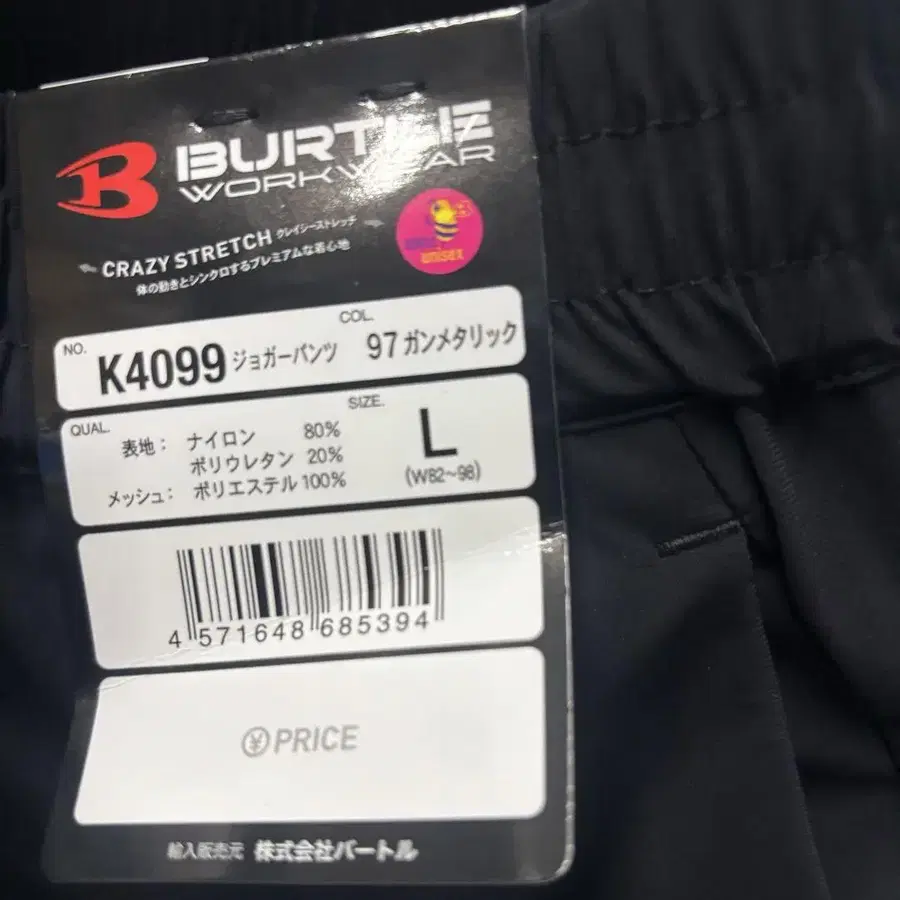 BURTLE
WORKWEAR
CRAZY STRETCH クレイシーストレッチ
体の動きとシンクロするプレミアムな着心地
unisex
NO. K4099 ジョガーパンツ COL. 97 ガンメタリック
QUAL.
表地: ナイロン 80%
ポリウレタン 20%
メッシュ: ポリエステル 100%
SIZE.
L
(W82~98)
4 571648 685394
¥ PRICE
輸入販売元 株式会社バートル